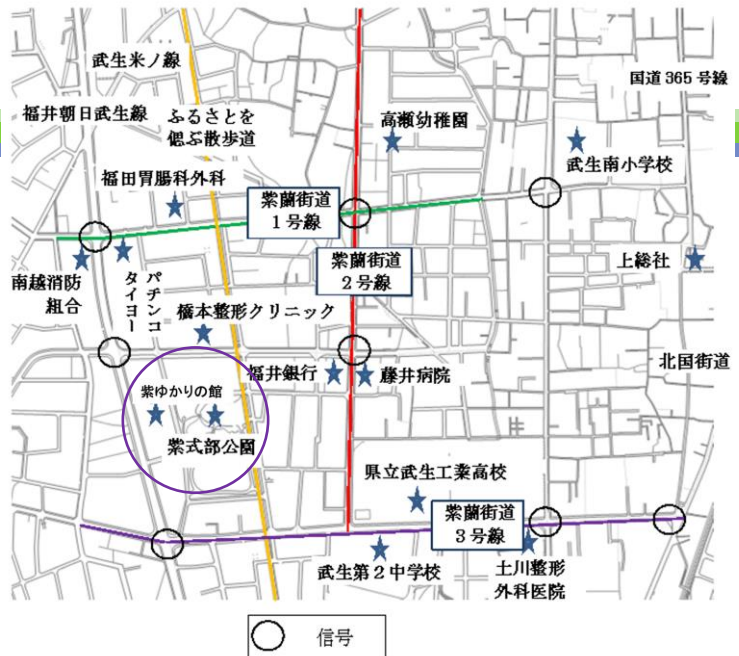 武生米ノ線
国道365号線
福井朝日武生線
ふるさとを
偲ぶ散歩道
高瀬幼稚園
武生南小学校
福田胃腸科外科
紫蘭街道
1号線
紫蘭街道
2号線
上総社
南越消防
組合
パチンコ
タイヨー
橋本整形クリニック
福井銀行
藤井病院
北国街道
紫ゆかりの館
紫式部公園
県立武生工業高校
紫蘭街道
3号線
武生第2中学校
土川整形
外科医院
信号